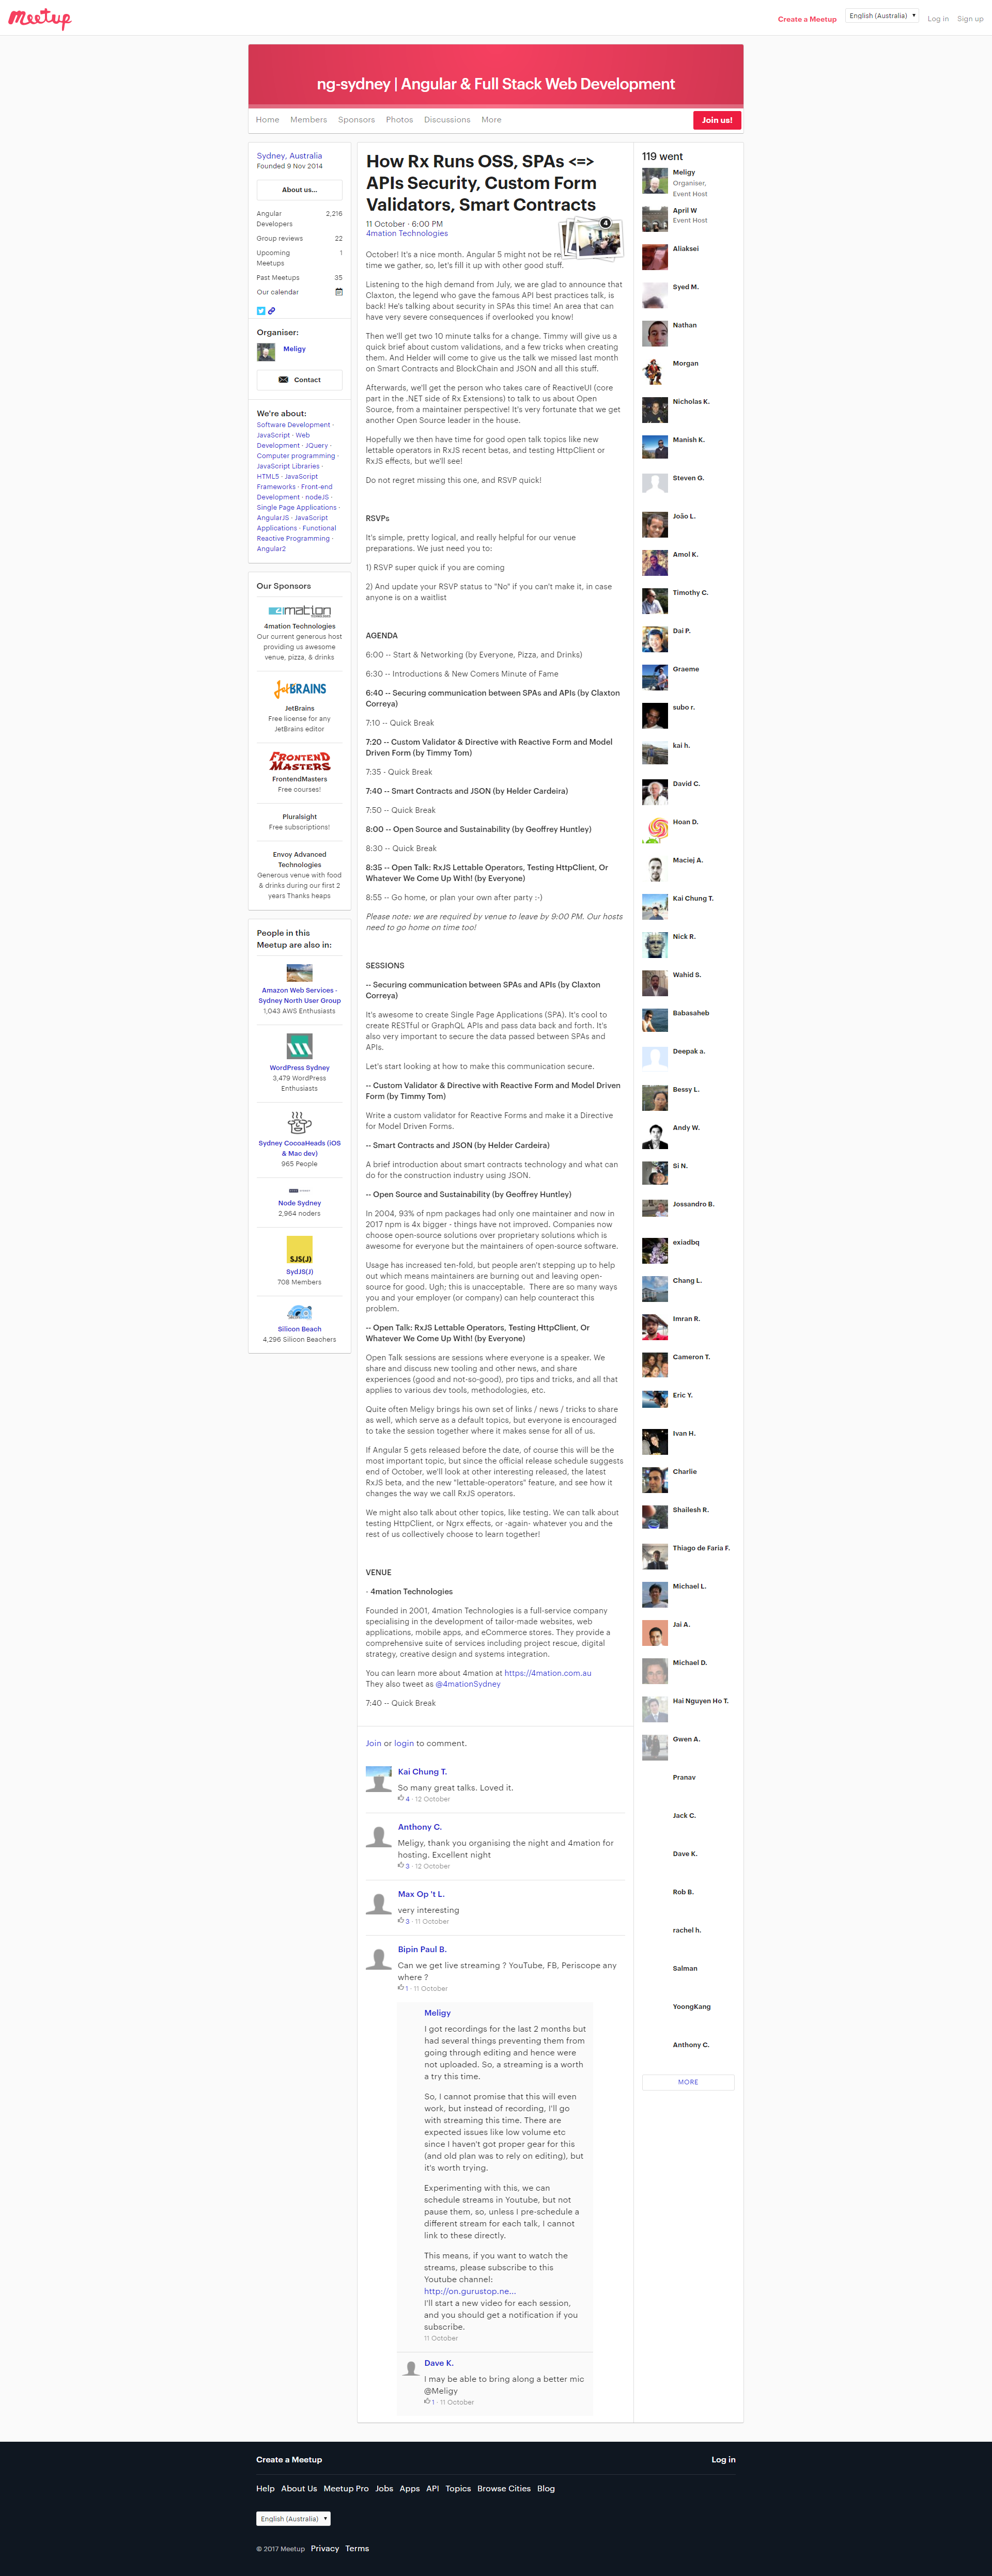 Meetup
Create a Meetup
English (Australia)
Log in
Sign up
ng-sydney | Angular & Full Stack Web Development
Home
Members
Sponsors
Photos
Discussions
More
Join us!
Sydney, Australia
Founded 9 Nov 2014
About us...
Angular
Developers
2,216
Group reviews
22
Upcoming
Meetups
1
Past Meetups
35
Our calendar
Organiser:
Meligy
Contact
We're about:
Software Development ·
JavaScript · Web
Development · JQuery ·
Computer programming ·
JavaScript Libraries ·
HTML5 · JavaScript
Frameworks · Front-end
Development · nodeJS ·
Single Page Applications ·
AngularJS · JavaScript
Applications · Functional
Reactive Programming ·
Angular2
Our Sponsors
4mation
4mation Technologies
Our current generous host
providing us awesome
venue, pizza, & drinks
JetBRAINS
JetBrains
Free license for any
JetBrains editor
FRONTEND
MASTERS
FrontendMasters
Free courses!
Pluralsight
Free subscriptions!
Envoy Advanced
Technologies
Generous venue with food
& drinks during our first 2
years Thanks heaps
People in this
Meetup are also in:
Amazon Web Services -
Sydney North User Group
1,043 AWS Enthusiasts
WordPress Sydney
3,479 WordPress
Enthusiasts
Sydney CocoaHeads (iOS
& Mac dev)
965 People
Node Sydney
2,964 noders
SJS(J)
SydJS(J)
708 Members
Silicon Beach
4,296 Silicon Beachers
How Rx Runs OSS, SPAs <=>
APIs Security, Custom Form
Validators, Smart Contracts
11 October · 6:00 PM
4mation Technologies
4
October! It's a nice month. Angular 5 might not be re
time we gather, so, let's fill it up with other good stuff.
Listening to the high demand from July, we are glad to announce that
Claxton, the legend who gave the famous API best practices talk, is
back! He's talking about security in SPAs this time! An area that can
have very severe consequences if overlooked you know!
Then we'll get two 10 minute talks for a change. Timmy will give us a
quick brief about custom validations, and a few tricks when creating
them. And Helder will come to give us the talk we missed last month
on Smart Contracts and BlockChain and JSON and all this stuff.
Afterwards, we'll get the person who takes care of ReactiveUI (core
part in the .NET side of Rx Extensions) to talk to us about Open
Source, from a maintainer perspective! It's very fortunate that we get
another Open Source leader in the house.
Hopefully we then have time for good open talk topics like new
lettable operators in RxJS recent betas, and testing HttpClient or
RxJS effects, but we'll see!
Do not regret missing this one, and RSVP quick!
RSVPs
It's simple, pretty logical, and really helpful for our venue
preparations. We just need you to:
1) RSVP super quick if you are coming
2) And update your RSVP status to "No" if you can't make it, in case
anyone is on a waitlist
AGENDA
6:00 -- Start & Networking (by Everyone, Pizza, and Drinks)
6:30 -- Introductions & New Comers Minute of Fame
6:40 -- Securing communication between SPAs and APIs (by Claxton
Correya)
7:10 -- Quick Break
7:20 -- Custom Validator & Directive with Reactive Form and Model
Driven Form (by Timmy Tom)
7:35 - Quick Break
7:40 -- Smart Contracts and JSON (by Helder Cardeira)
7:50 -- Quick Break
8:00 -- Open Source and Sustainability (by Geoffrey Huntley)
8:30 -- Quick Break
8:35 -- Open Talk: RxJS Lettable Operators, Testing HttpClient, Or
Whatever We Come Up With! (by Everyone)
8:55 -- Go home, or plan your own after party :-)
Please note: we are required by venue to leave by 9:00 PM. Our hosts
need to go home on time too!
SESSIONS
-- Securing communication between SPAs and APIs (by Claxton
Correya)
It's awesome to create Single Page Applications (SPA). It's cool to
create RESTful or GraphQL APIs and pass data back and forth. It's
also very important to secure the data passed between SPAs and
APIs.
Let's start looking at how to make this communication secure.
-- Custom Validator & Directive with Reactive Form and Model Driven
Form (by Timmy Tom)
Write a custom validator for Reactive Forms and make it a Directive
for Model Driven Forms.
-- Smart Contracts and JSON (by Helder Cardeira)
A brief introduction about smart contracts technology and what can
do for the construction industry using JSON.
-- Open Source and Sustainability (by Geoffrey Huntley)
In 2004, 93% of npm packages had only one maintainer and now in
2017 npm is 4x bigger - things have not improved. Companies now
choose open-source solutions over proprietary solutions which is
awesome for everyone but the maintainers of open-source software.
Usage has increased ten-fold, but people aren't stepping up to help
out which means maintainers are burning out and leaving open-
source for good. Ugh; this is unacceptable. There are so many ways
you and your employer (or company) can help counteract this
problem.
-- Open Talk: RxJS Lettable Operators, Testing HttpClient, Or
Whatever We Come Up With! (by Everyone)
Open Talk sessions are sessions where everyone is a speaker. We
share and discuss new tooling and other news, and share
experiences (good and not-so-good), pro tips and tricks, and all that
applies to various dev tools, methodologies, etc.
Quite often Meligy brings his own set of links / news / tricks to share
as well, which serve as a default topics, but everyone is encouraged
to take the session together where it makes sense for all of us.
If Angular 5 gets released before the date, of course this will be the
most important topic, but since the official release schedule suggests
end of October, we'll look at other interesting released, the latest
RxJS beta, and the new "lettable-operators" feature, and see how it
changes the way we call RxJS operators.
We might also talk about other topics, like testing. We can talk about
testing HttpClient, or Ngrx effects, or -again- whatever you and the
rest of us collectively choose to learn together!
VENUE
- 4mation Technologies
Founded in 2001, 4mation Technologies is a full-service company
specialising in the development of tailor-made websites, web
applications, mobile apps, and eCommerce stores. They provide a
comprehensive suite of services including project rescue, digital
strategy, creative design and systems integration.
You can learn more about 4mation at https://4mation.com.au
They also tweet as @4mationSydney
7:40 -- Quick Break
Join or login to comment.
Kai Chung T.
So many great talks. Loved it.
4 · 12 October
Anthony C.
Meligy, thank you organising the night and 4mation for
hosting. Excellent night
3 · 12 October
Max Op 't L.
very interesting
3 · 11 October
Bipin Paul B.
Can we get live streaming ? YouTube, FB, Periscope any
where ?
1 · 11 October
Meligy
I got recordings for the last 2 months but
had several things preventing them from
going through editing and hence were
not uploaded. So, a streaming is a worth
a try this time.
So, I cannot promise that this will even
work, but instead of recording, I'll go
with streaming this time. There are
expected issues like low volume etc
since I haven't got proper gear for this
(and old plan was to rely on editing), but
it's worth trying.
Experimenting with this, we can
schedule streams in Youtube, but not
pause them, so, unless I pre-schedule a
different stream for each talk, I cannot
link to these directly.
This means, if you want to watch the
streams, please subscribe to this
Youtube channel:
http://on.gurustop.ne...
I'll start a new video for each session,
and you should get a notification if you
subscribe.
11 October
Dave K.
I may be able to bring along a better mic
@Meligy
1 · 11 October
119 went
Meligy
Organiser,
Event Host
April W
Event Host
Aliaksei
Syed M.
Nathan
Morgan
Nicholas K.
Manish K.
Steven G.
João L.
Amol K.
Timothy C.
Dai P.
Graeme
subo r.
kai h.
David C.
Hoan D.
Maciej A.
Kai Chung T.
Nick R.
Wahid S.
Babasaheb
Deepak a.
Bessy L.
Andy W.
Si N.
Jossandro B.
exiadbq
Chang L.
Imran R.
Cameron T.
Eric Y.
Ivan H.
Charlie
Shailesh R.
Thiago de Faria F.
Michael L.
Jai A.
Michael D.
Hai Nguyen Ho T.
Gwen A.
Pranav
Jack C.
Dave K.
Rob B.
rachel h.
Salman
YoongKang
Anthony C.
MORE
Create a Meetup
Log in
Help
About Us
Meetup Pro
Jobs
Apps
API
Topics
Browse Cities
Blog
English (Australia)
© 2017 Meetup
Privacy
Terms